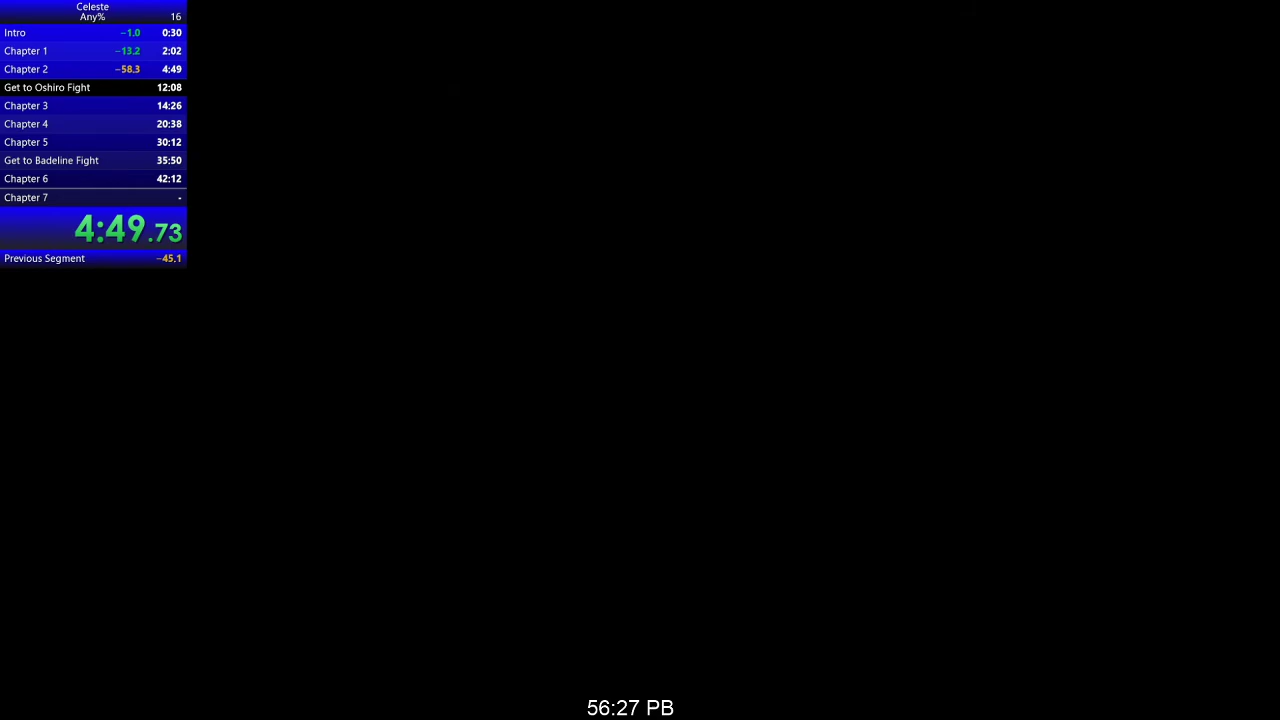 Celeste
Any% 16
Intro −1.0 0:30
Chapter 1 −13.2 2:02
Chapter 2 −58.3 4:49
Get to Oshiro Fight 12:08
Chapter 3 14:26
Chapter 4 20:38
Chapter 5 30:12
Get to Badeline Fight 35:50
Chapter 6 42:12
Chapter 7 -
4:49.73
Previous Segment −45.1
56:27 PB